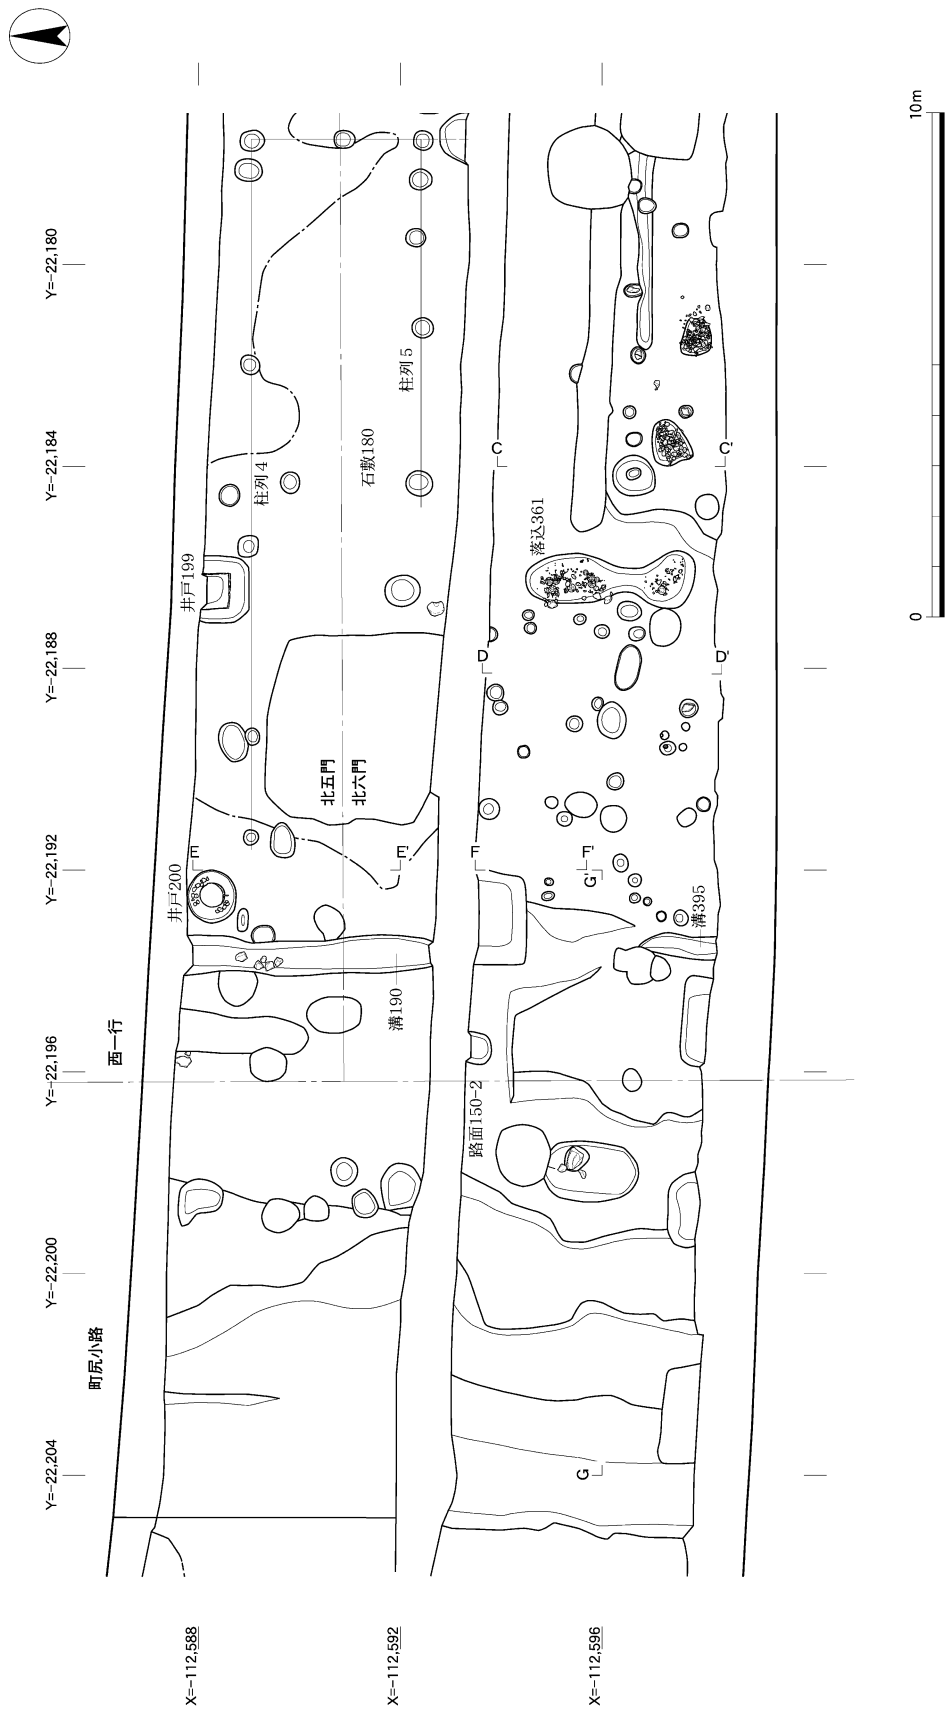 10m
0
Y=-22,180
Y=-22,184
Y=-22,188
Y=-22,192
Y=-22,196
Y=-22,200
Y=-22,204
X=-112,588
X=-112,592
X=-112,596
柱列5
石敷180
柱列4
井戸199
C
C'
落込361
D
D'
北五門
北六門
E
E'
F
F'
G'
井戸200
溝395
溝190
西一行
路面150-2
町尻小路
G